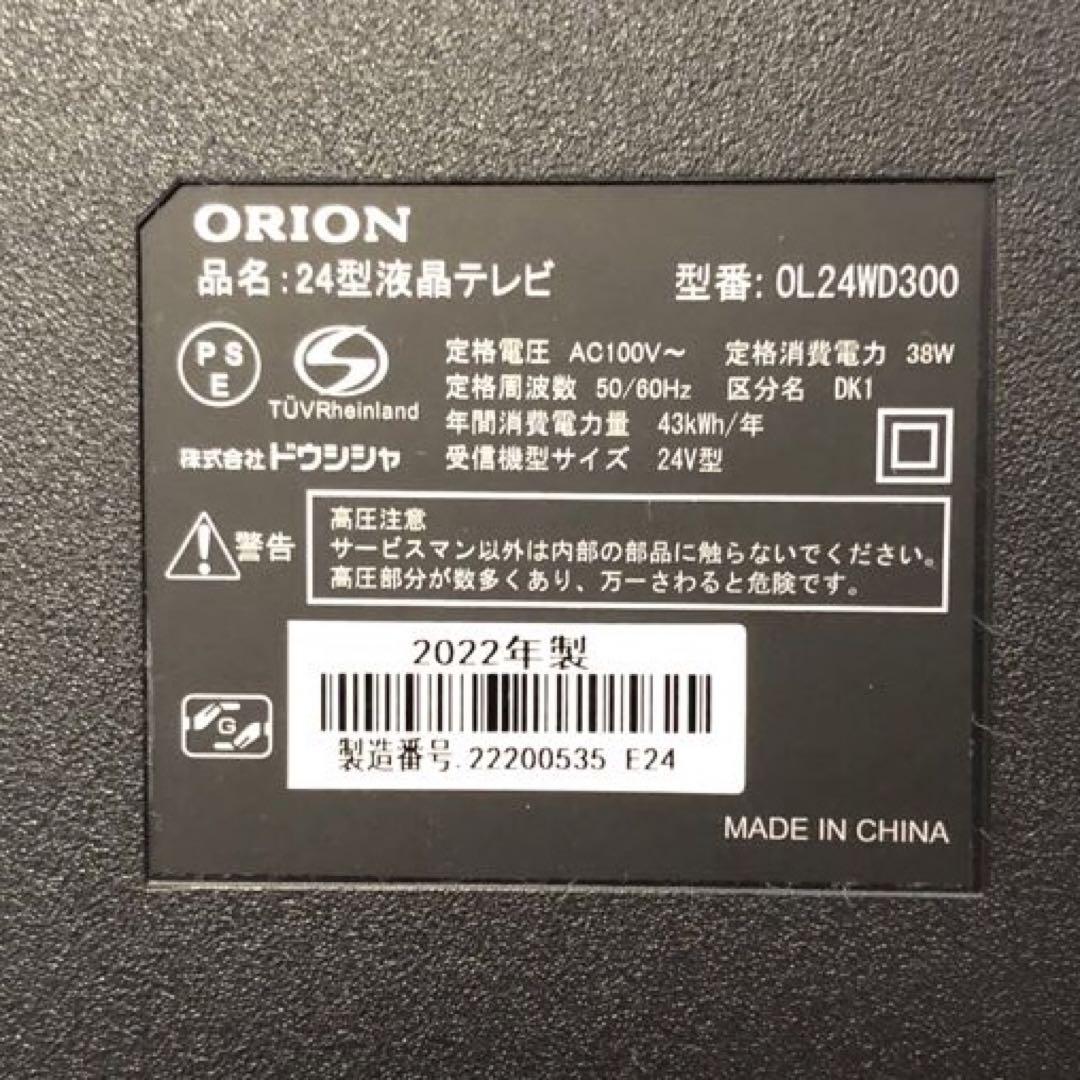 ORION
品名:24型液晶テレビ 型番:OL24WD300
PSE
TÜVRheinland
株式会社ドウシシャ
定格電圧 AC100V～ 定格消費電力 38W
定格周波数 50/60Hz 区分名 DK1
年間消費電力量 43kWh/年
受信機型サイズ 24V型
警告
高圧注意
サービスマン以外は内部の部品に触らないでください。
高圧部分が数多くあり、万一さわると危険です。
2022年製
製造番号.22200535 E24
G
MADE IN CHINA